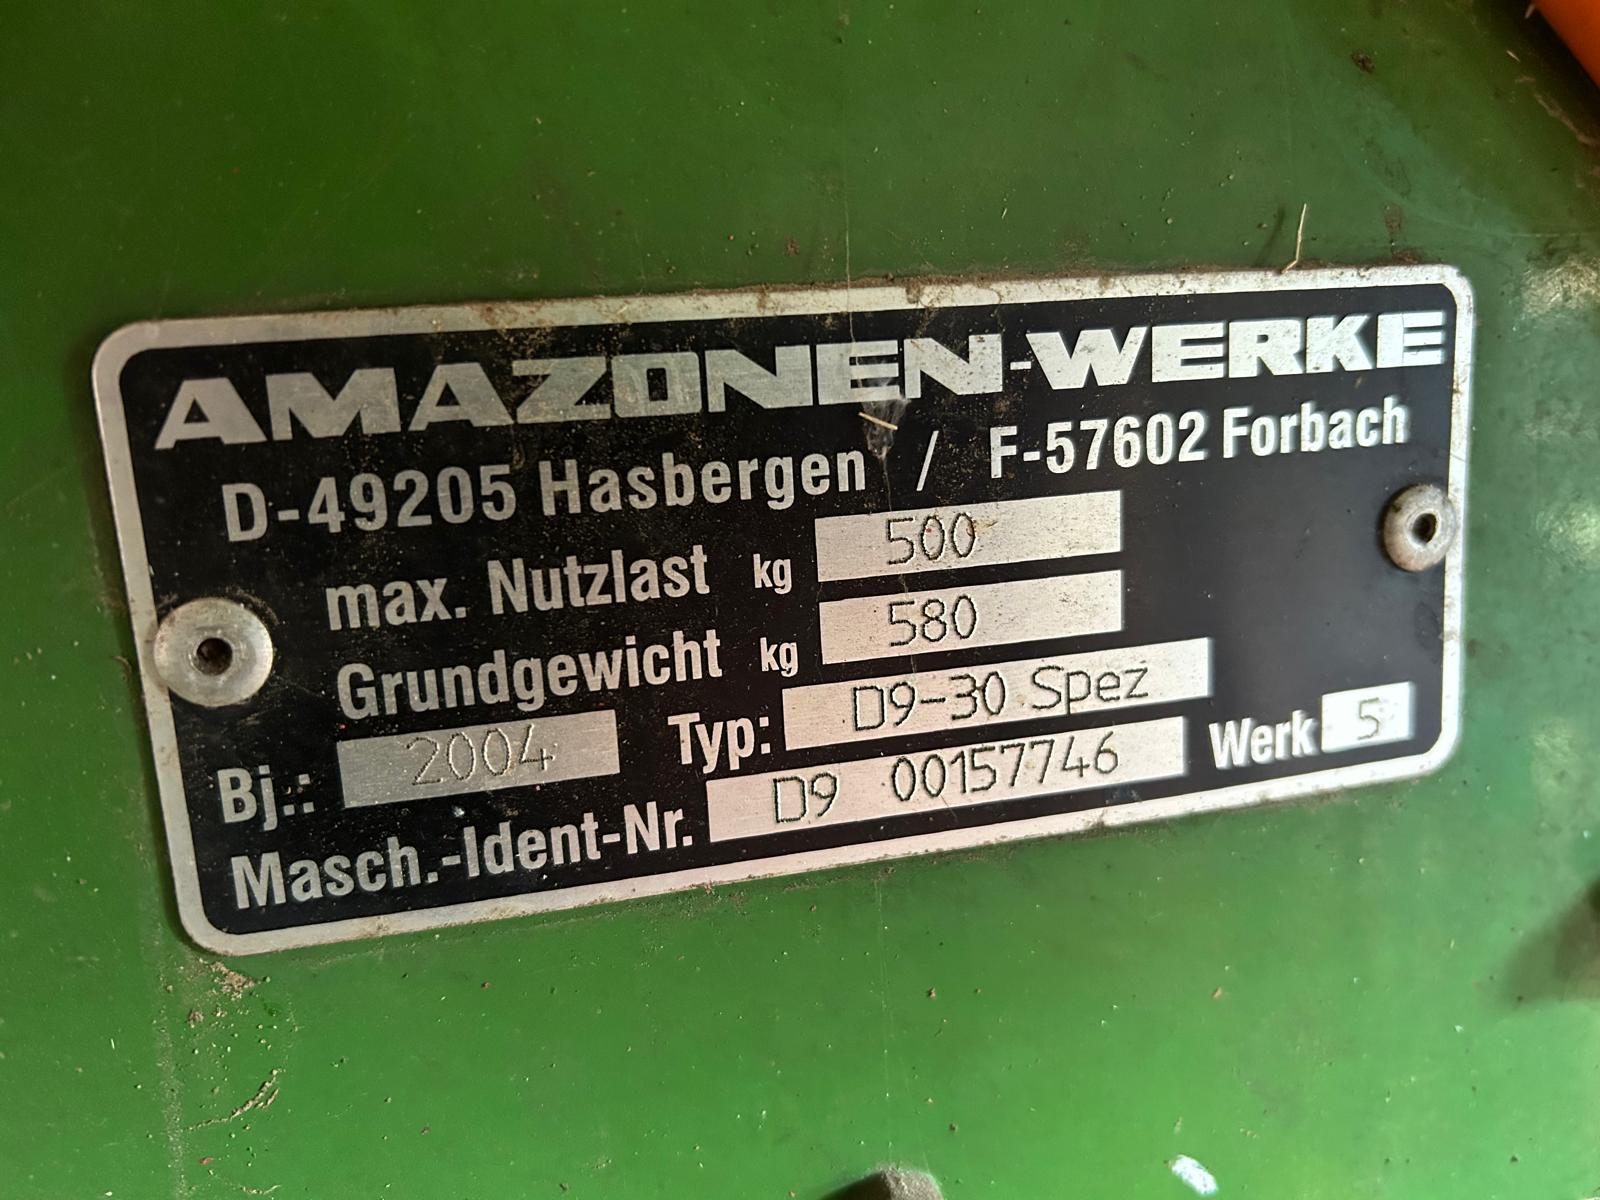 AMAZONEN-WERKE
D-49205 Hasbergen / F-57602 Forbach
max. Nutzlast kg 500
Grundgewicht kg 580
Bj.: 2004 Typ: D9-30 Spez
Masch.-Ident-Nr. D9 00157746 Werk 5